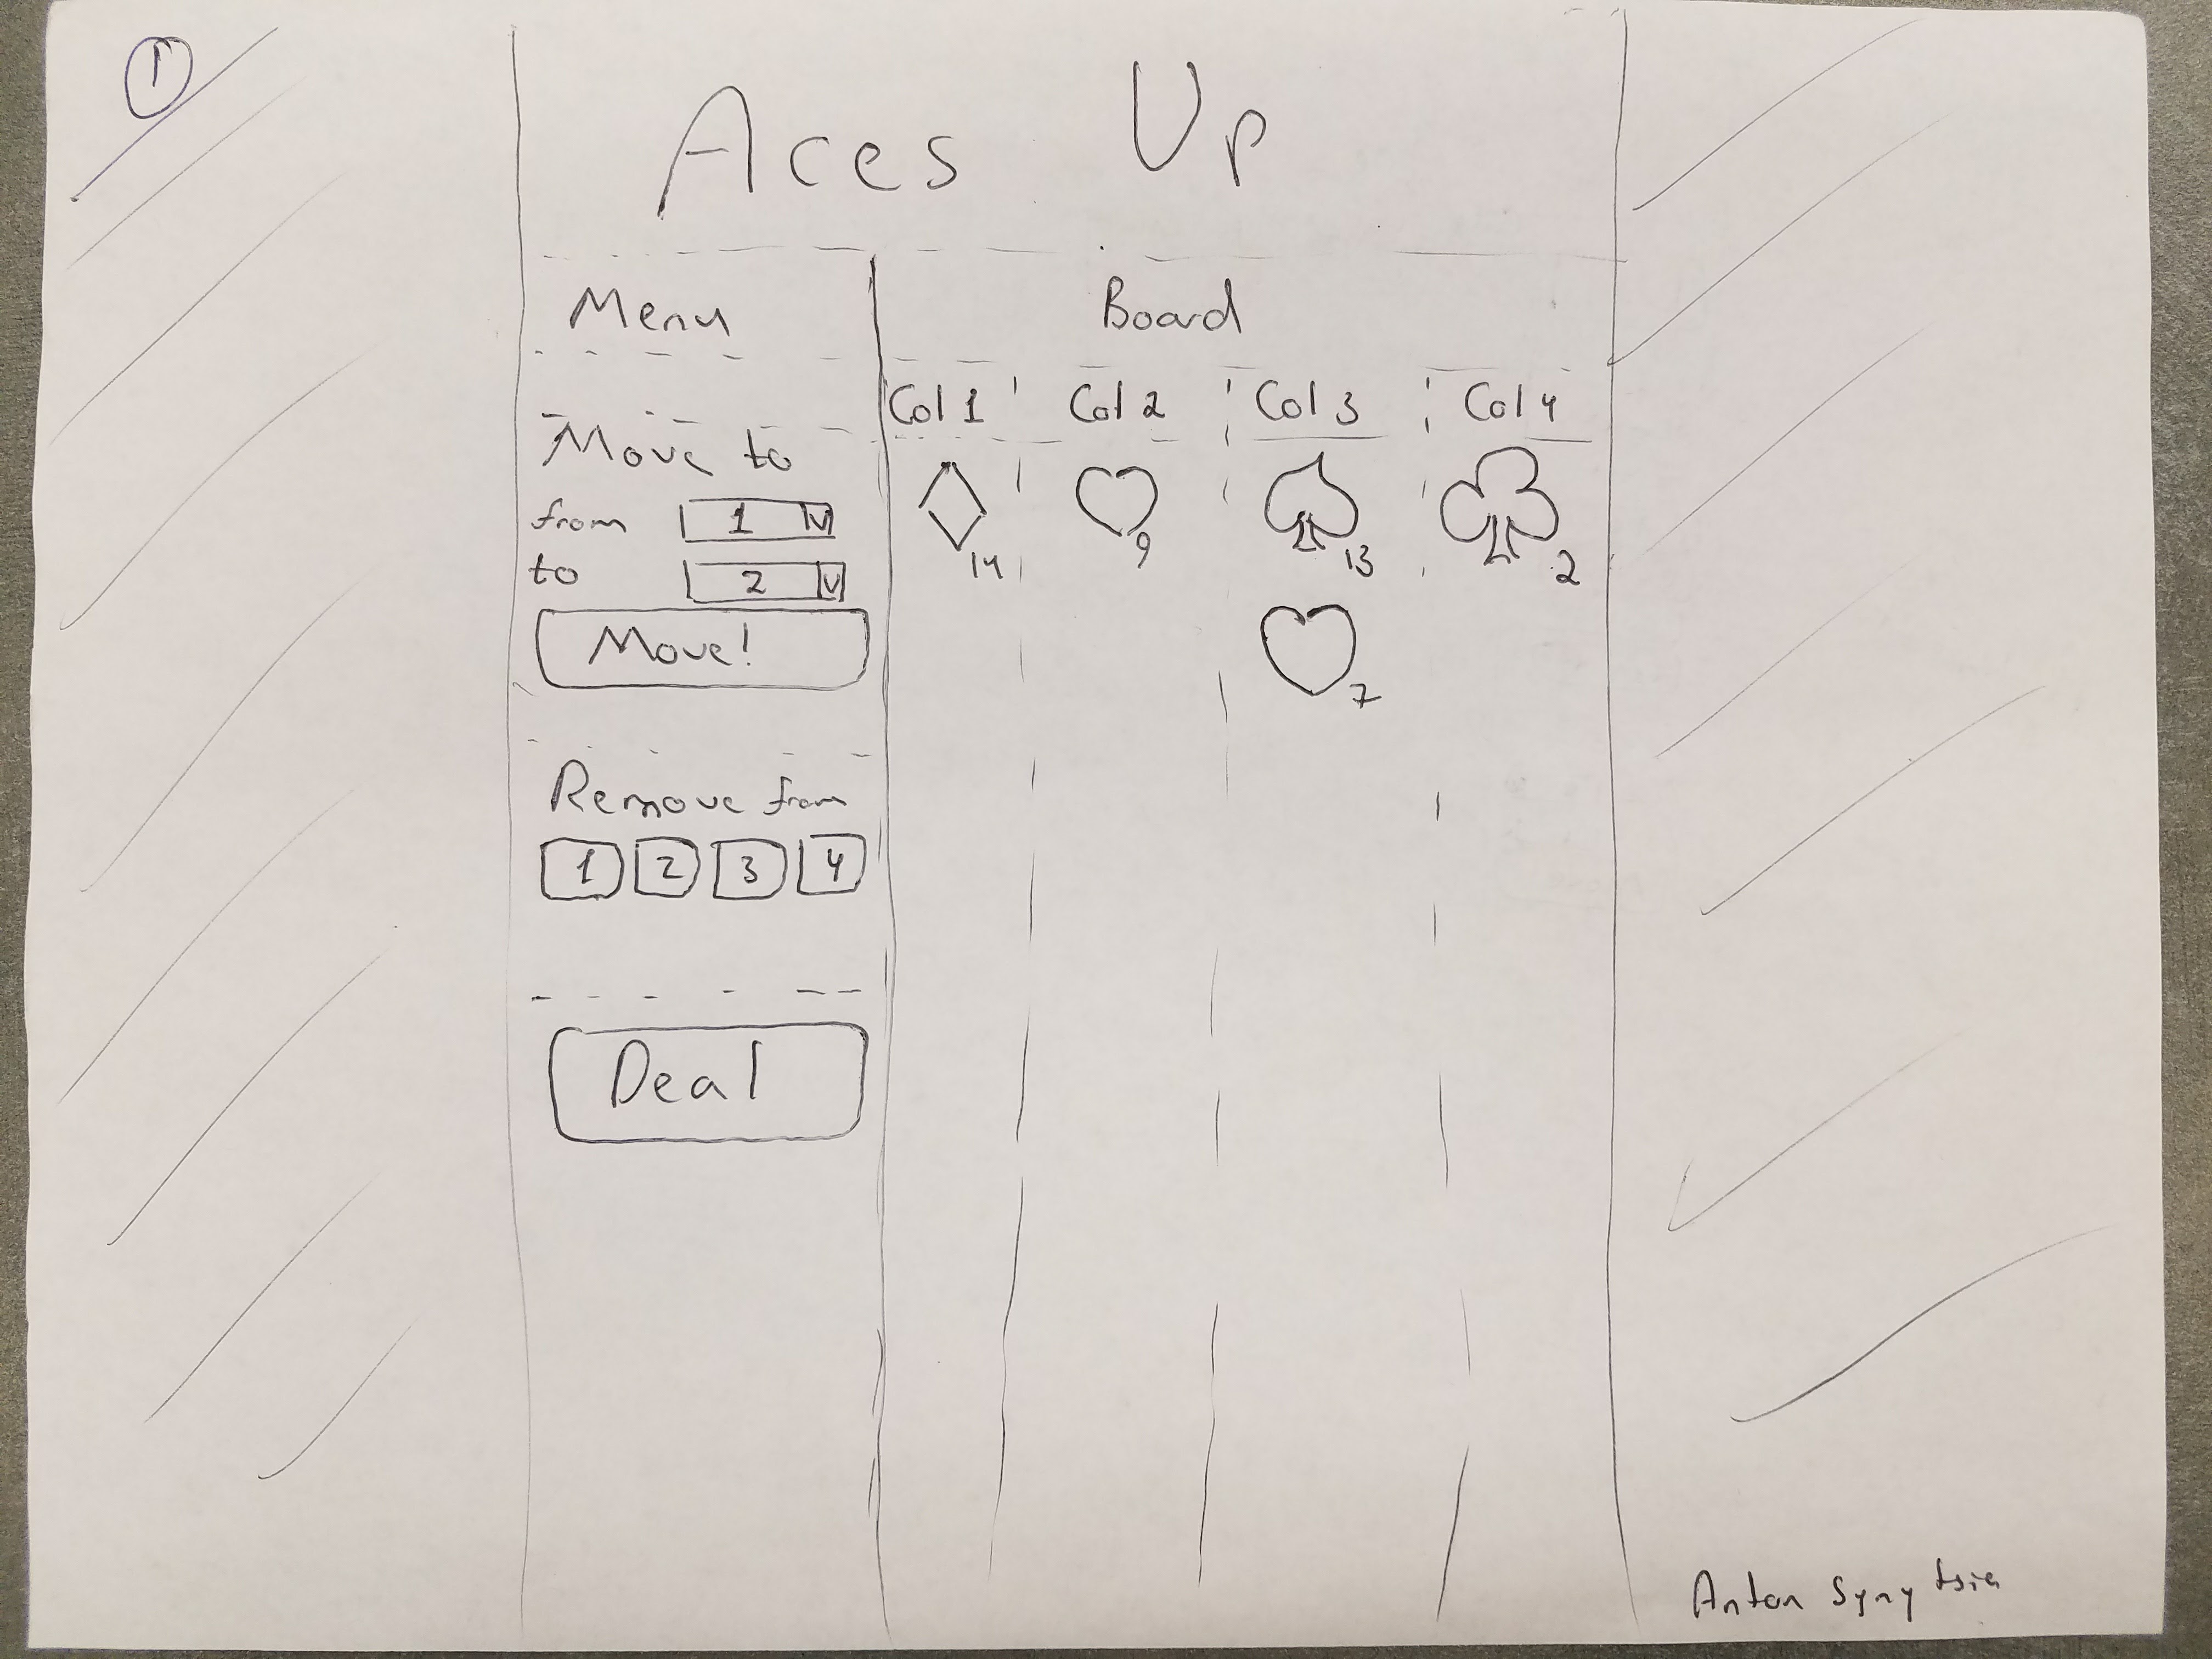 1
Aces Up
Menu
Board
Col 1 Col 2 Col 3 Col 4
Move to
from 1 V
to 2 V
Move!
14 9 13 2
7
Remove from
1 2 3 4
Deal
Anton Synytsia